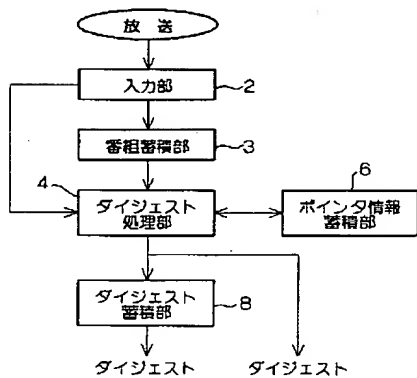 放 送
入力部
2
番組蓄積部
3
4
ダイジェスト
処理部
6
ポインタ情報
蓄積部
ダイジェスト
蓄積部
8
ダイジェスト
ダイジェスト